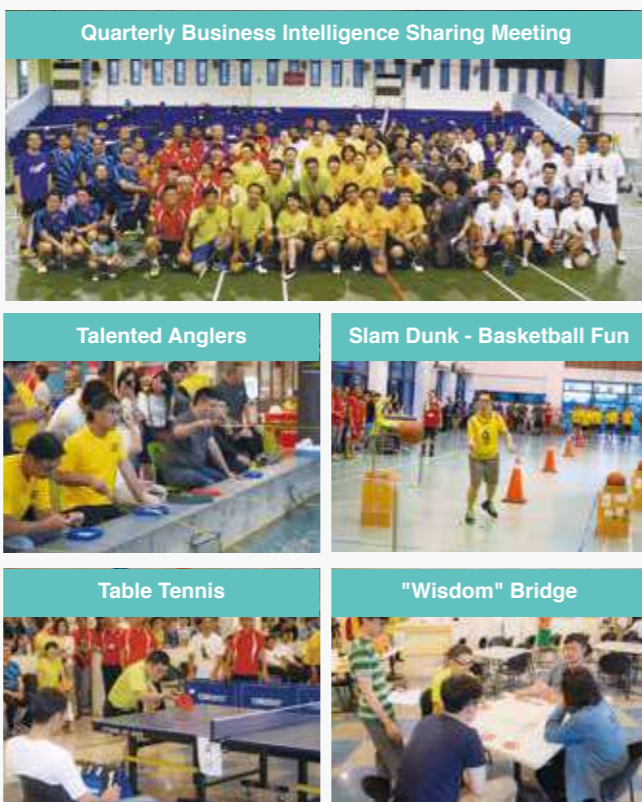 Quarterly Business Intelligence Sharing Meeting
Talented Anglers
Slam Dunk - Basketball Fun
Table Tennis
"Wisdom" Bridge